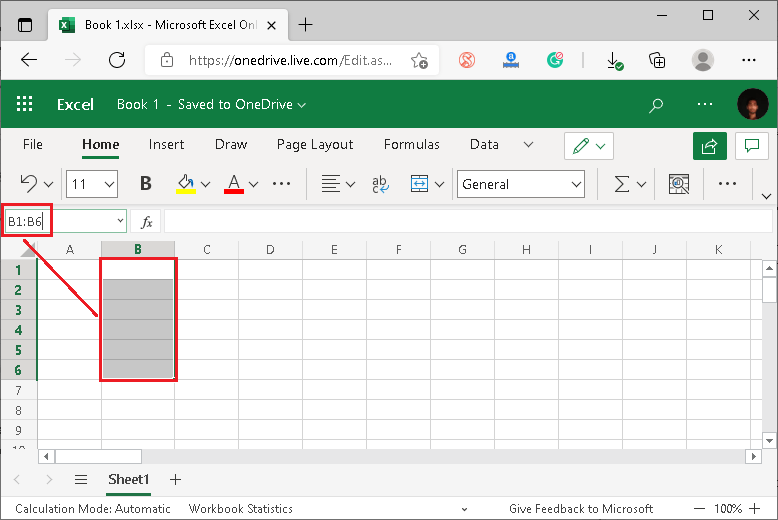 Book 1.xlsx - Microsoft Excel Onl
https://onedrive.live.com/Edit.as...
Excel Book 1 - Saved to OneDrive
File Home Insert Draw Page Layout Formulas Data
11 B A ab c General Σ
B1:B6 fx
A B C D E F G H I J K
1
2
3
4
5
6
7
8
9
10
Sheet1
Calculation Mode: Automatic Workbook Statistics Give Feedback to Microsoft 100%